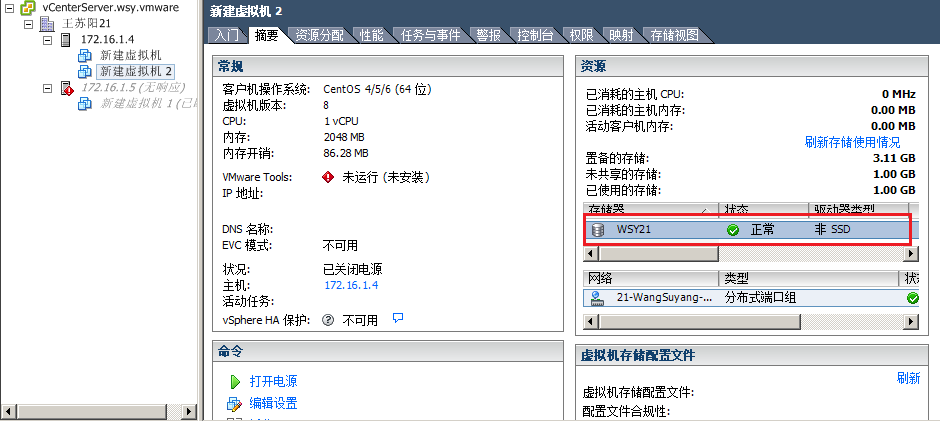 vCenterServer.wsy.vmware
王苏阳21
172.16.1.4
新建虚拟机
新建虚拟机 2
172.16.1.5 (无响应)
新建虚拟机 1 (已
新建虚拟机 2
入门 摘要 资源分配 性能 任务与事件 警报 控制台 权限 映射 存储视图
常规
客户机操作系统: CentOS 4/5/6 (64 位)
虚拟机版本: 8
CPU: 1 vCPU
内存: 2048 MB
内存开销: 86.28 MB
VMware Tools: 未运行 (未安装)
IP 地址:
DNS 名称:
EVC 模式: 不可用
状况: 已关闭电源
主机: 172.16.1.4
活动任务:
vSphere HA 保护: 不可用
命令
打开电源
编辑设置
资源
已消耗的主机 CPU: 0 MHz
已消耗的主机内存: 0.00 MB
活动客户机内存: 0.00 MB
刷新存储使用情况
置备的存储: 3.11 GB
未共享的存储: 1.00 GB
已使用的存储: 1.00 GB
存储器 状态 驱动器类型
WSY21 正常 非 SSD
网络 类型 状
21-WangSuyang-... 分布式端口组
虚拟机存储配置文件
刷新
虚拟机存储配置文件:
配置文件合规性: